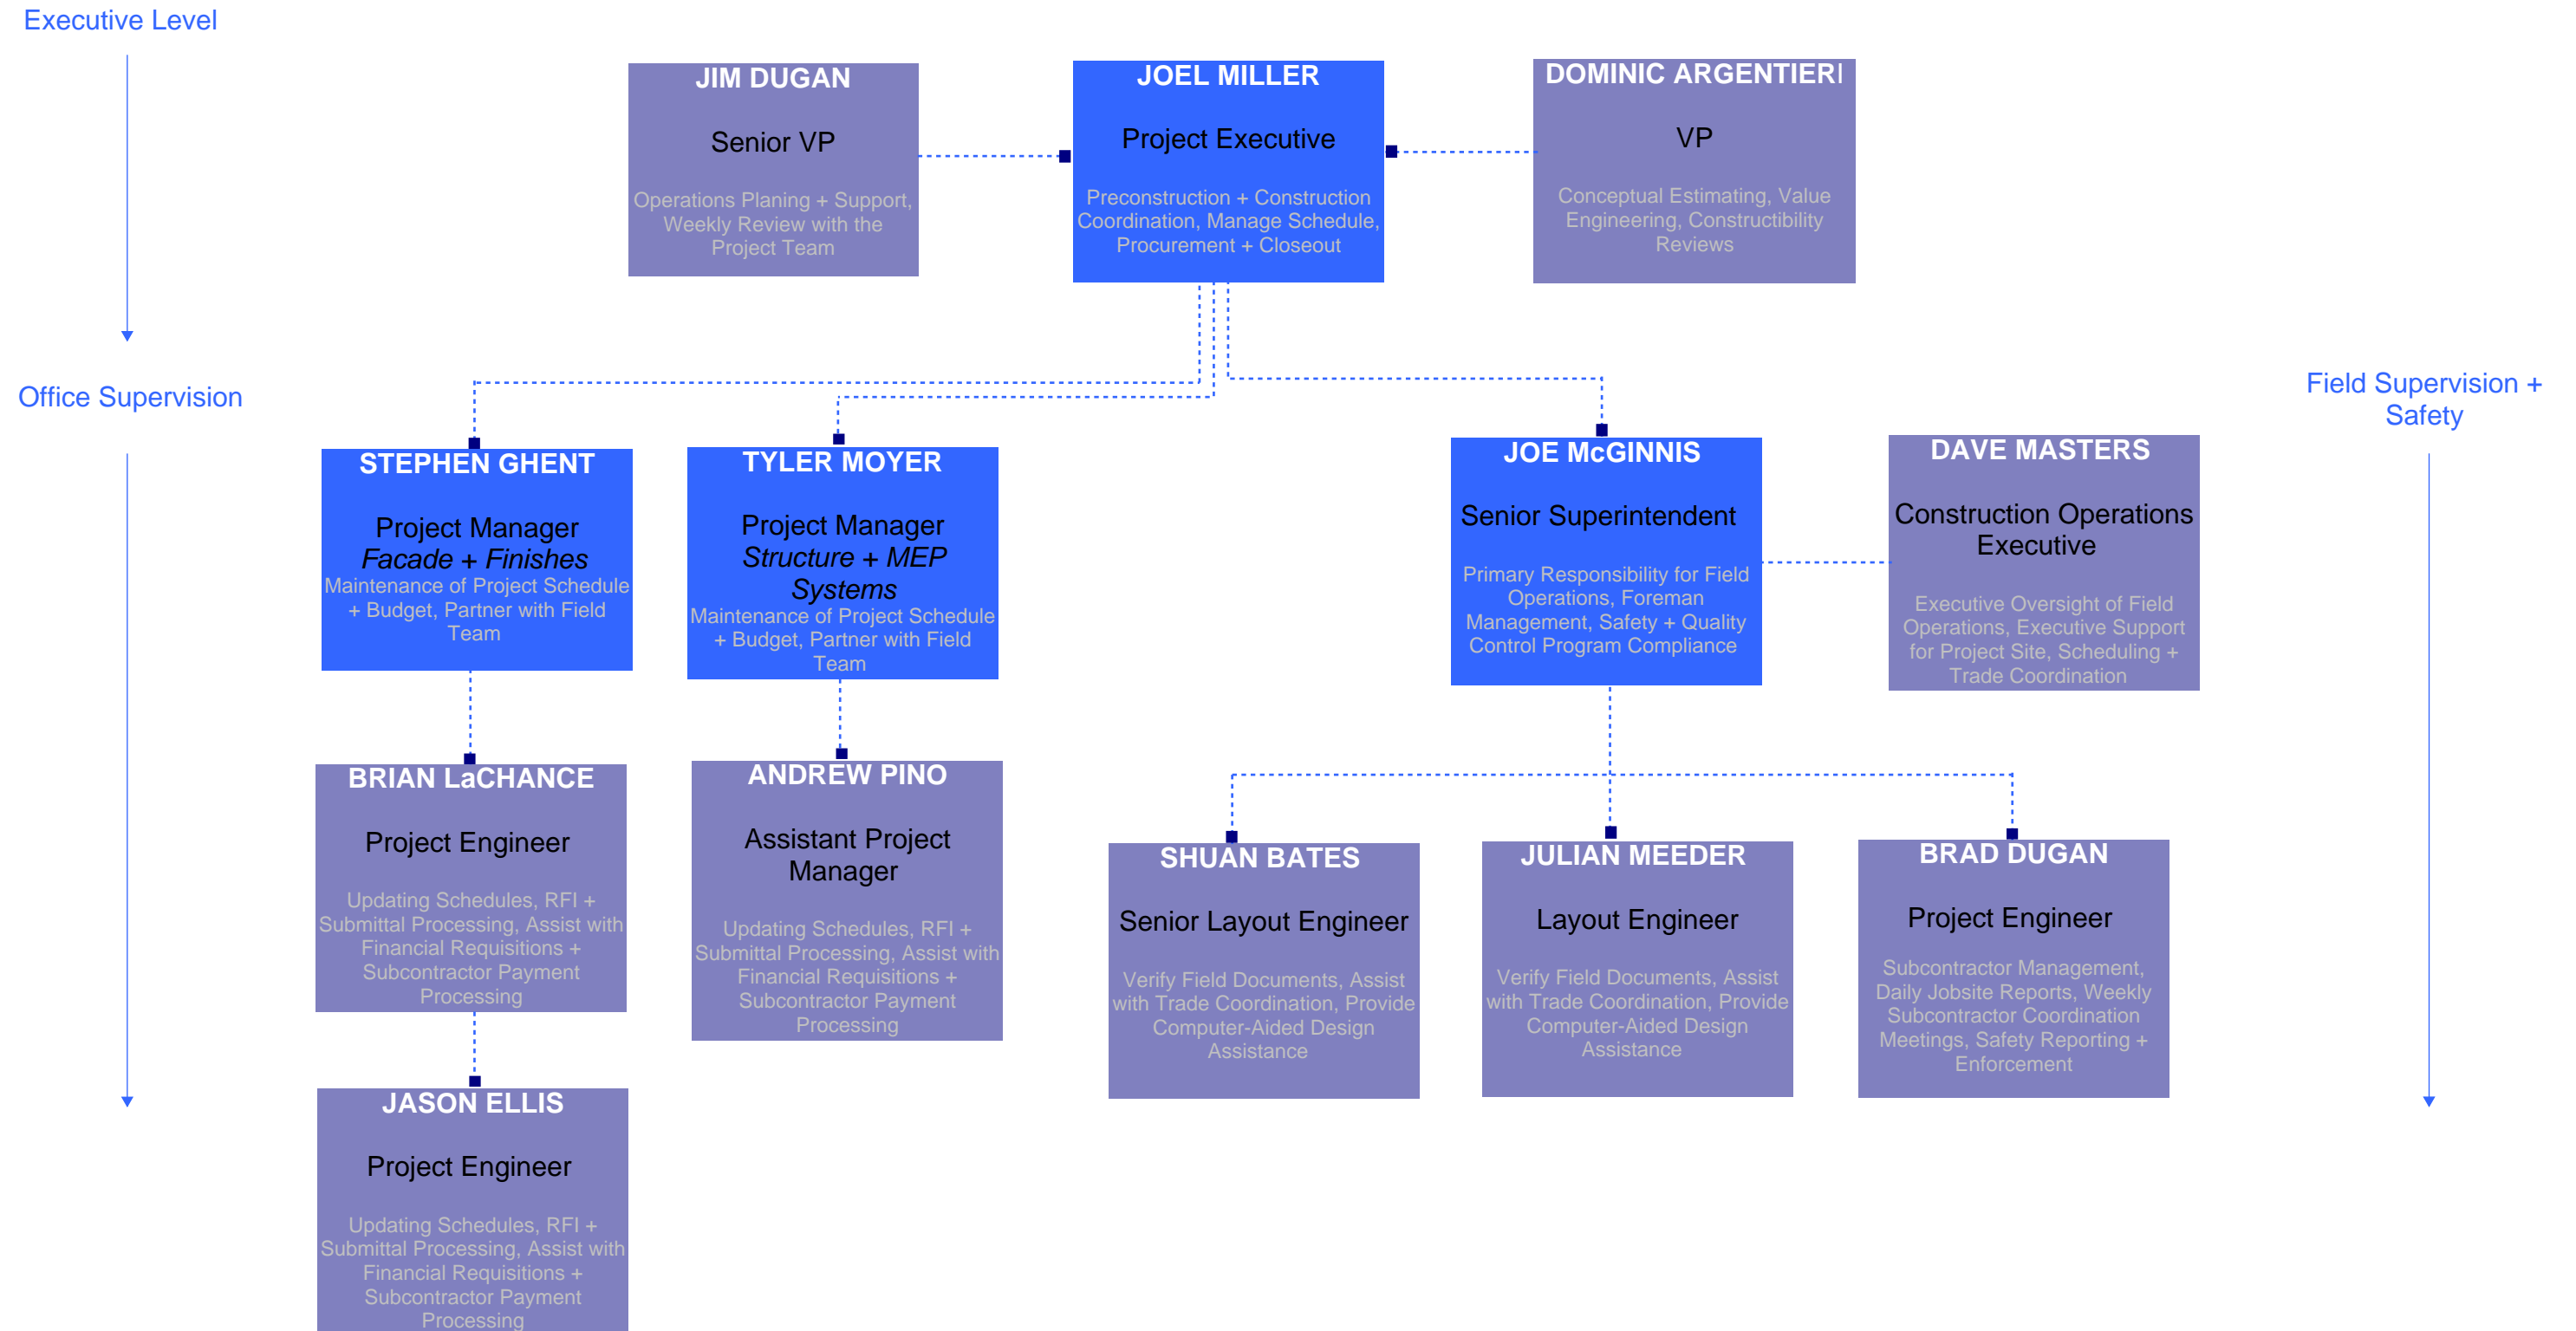 Executive Level
JIM DUGAN
Senior VP
Operations Planing + Support,
Weekly Review with the
Project Team
JOEL MILLER
Project Executive
Preconstruction + Construction
Coordination, Manage Schedule,
Procurement + Closeout
DOMINIC ARGENTIERI
VP
Conceptual Estimating, Value
Engineering, Constructibility
Reviews
Office Supervision
Field Supervision +
Safety
STEPHEN GHENT
Project Manager
Facade + Finishes
Maintenance of Project Schedule
+ Budget, Partner with Field
Team
TYLER MOYER
Project Manager
Structure + MEP
Systems
Maintenance of Project Schedule
+ Budget, Partner with Field
Team
JOE McGINNIS
Senior Superintendent
Primary Responsibility for Field
Operations, Foreman
Management, Safety + Quality
Control Program Compliance
DAVE MASTERS
Construction Operations
Executive
Executive Oversight of Field
Operations, Executive Support
for Project Site, Scheduling +
Trade Coordination
BRIAN LaCHANCE
Project Engineer
Updating Schedules, RFI +
Submittal Processing, Assist with
Financial Requisitions +
Subcontractor Payment
Processing
ANDREW PINO
Assistant Project
Manager
Updating Schedules, RFI +
Submittal Processing, Assist with
Financial Requisitions +
Subcontractor Payment
Processing
SHUAN BATES
Senior Layout Engineer
Verify Field Documents, Assist
with Trade Coordination, Provide
Computer-Aided Design
Assistance
JULIAN MEEDER
Layout Engineer
Verify Field Documents, Assist
with Trade Coordination, Provide
Computer-Aided Design
Assistance
BRAD DUGAN
Project Engineer
Subcontractor Management,
Daily Jobsite Reports, Weekly
Subcontractor Coordination
Meetings, Safety Reporting +
Enforcement
JASON ELLIS
Project Engineer
Updating Schedules, RFI +
Submittal Processing, Assist with
Financial Requisitions +
Subcontractor Payment
Processing